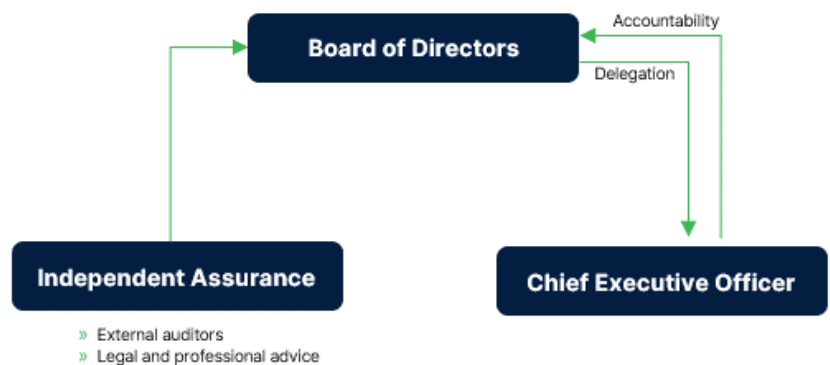 Accountability
Board of Directors
Delegation
Independent Assurance
Chief Executive Officer
» External auditors
» Legal and professional advice